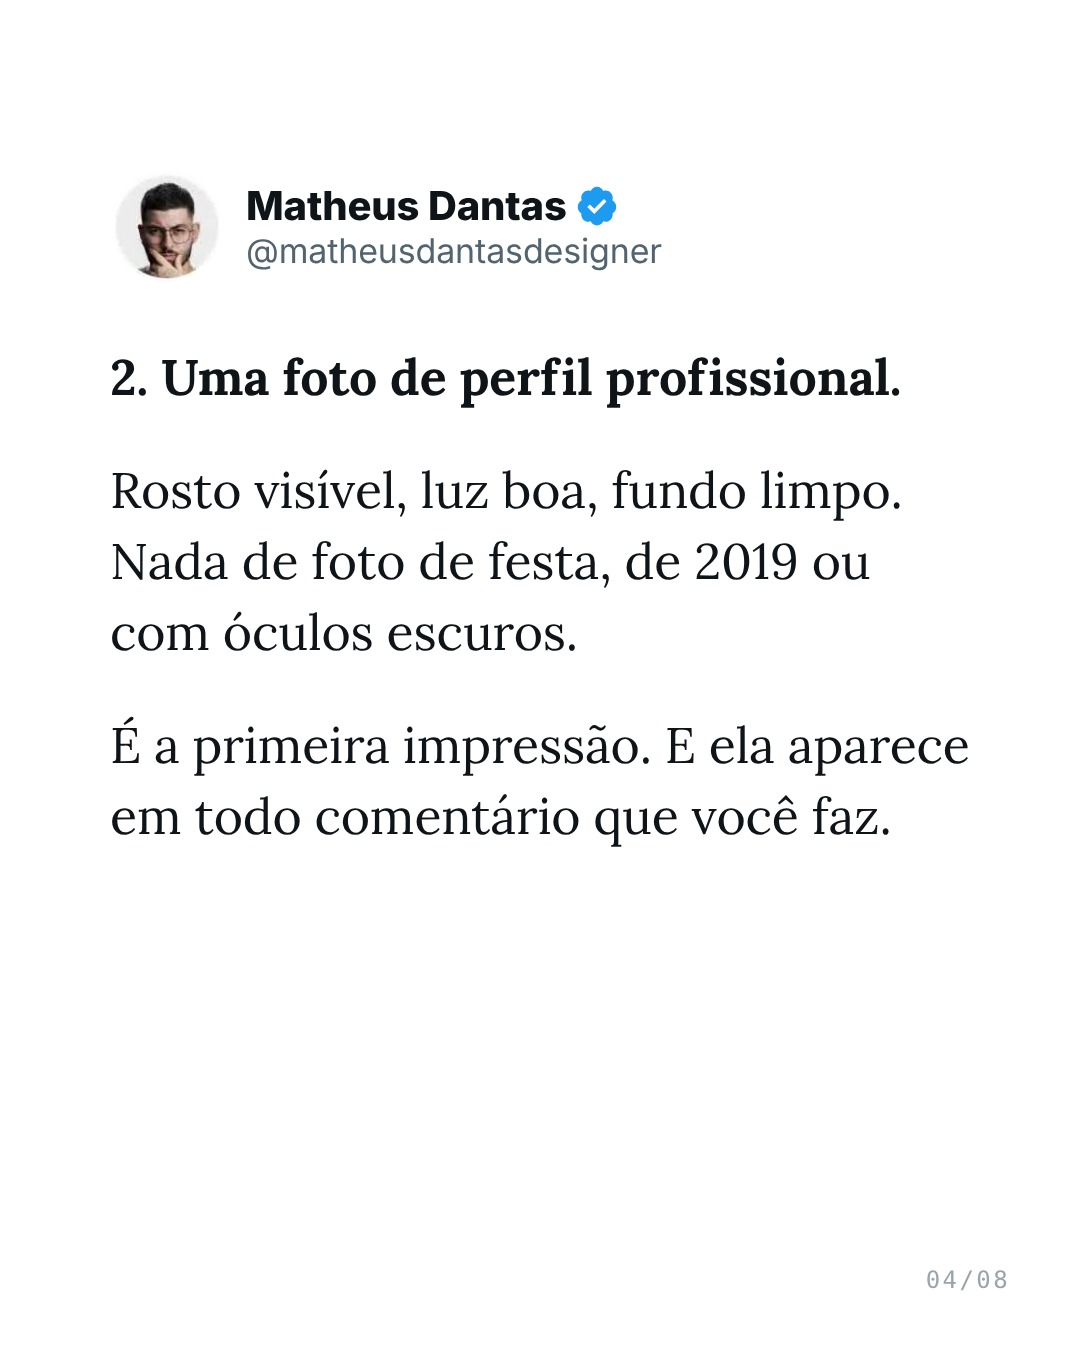 Matheus Dantas
@matheusdantasdesigner
2. Uma foto de perfil profissional.
Rosto visível, luz boa, fundo limpo.
Nada de foto de festa, de 2019 ou
com óculos escuros.
É a primeira impressão. E ela aparece
em todo comentário que você faz.
04/08